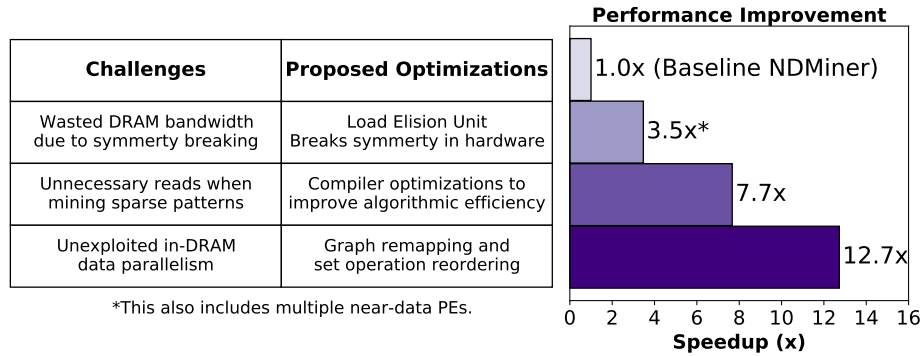 Performance Improvement
Challenges
Proposed Optimizations
1.0x (Baseline NDMiner)
Wasted DRAM bandwidth
due to symmerty breaking
Load Elision Unit
Breaks symmerty in hardware
3.5x*
Unnecessary reads when
mining sparse patterns
Compiler optimizations to
improve algorithmic efficiency
7.7x
Unexploited in-DRAM
data parallelism
Graph remapping and
set operation reordering
12.7x
*This also includes multiple near-data PEs.
0 2 4 6 8 10 12 14 16
Speedup (x)